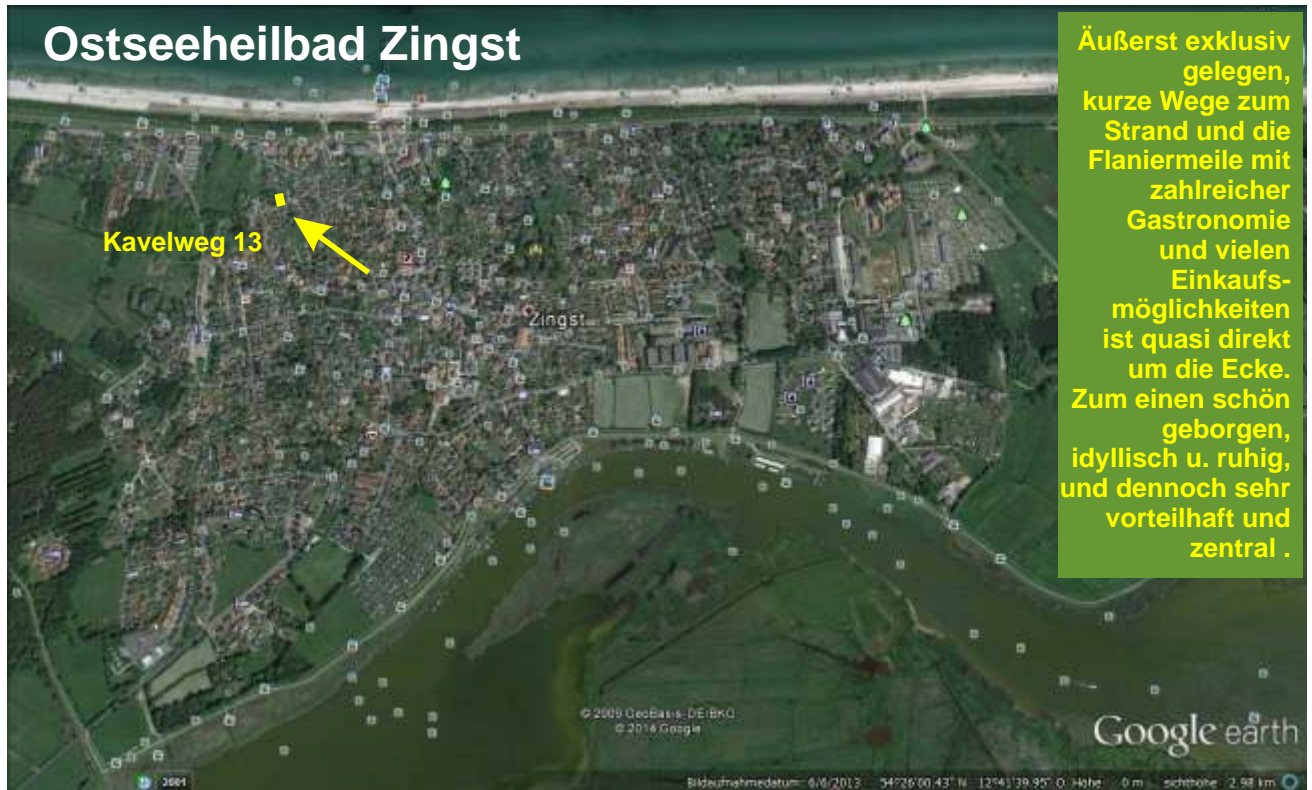 Ostseeheilbad Zingst
Äußerst exklusiv
gelegen,
kurze Wege zum
Strand und die
Flaniermeile mit
zahlreicher
Gastronomie
und vielen
Einkaufs-
möglichkeiten
ist quasi direkt
um die Ecke.
Zum einen schön
geborgen,
idyllisch u. ruhig,
und dennoch sehr
vorteilhaft und
zentral .
Kavelweg 13
Zingst
© 2009 GeoBasis-DE/BKG
© 2016 Google
Google earth
2001
Bildaufnahmedatum: 6/6/2013 54°26'00.43" N 12°41'39.95" O Höhe 0 m sichthöhe 2.98 km